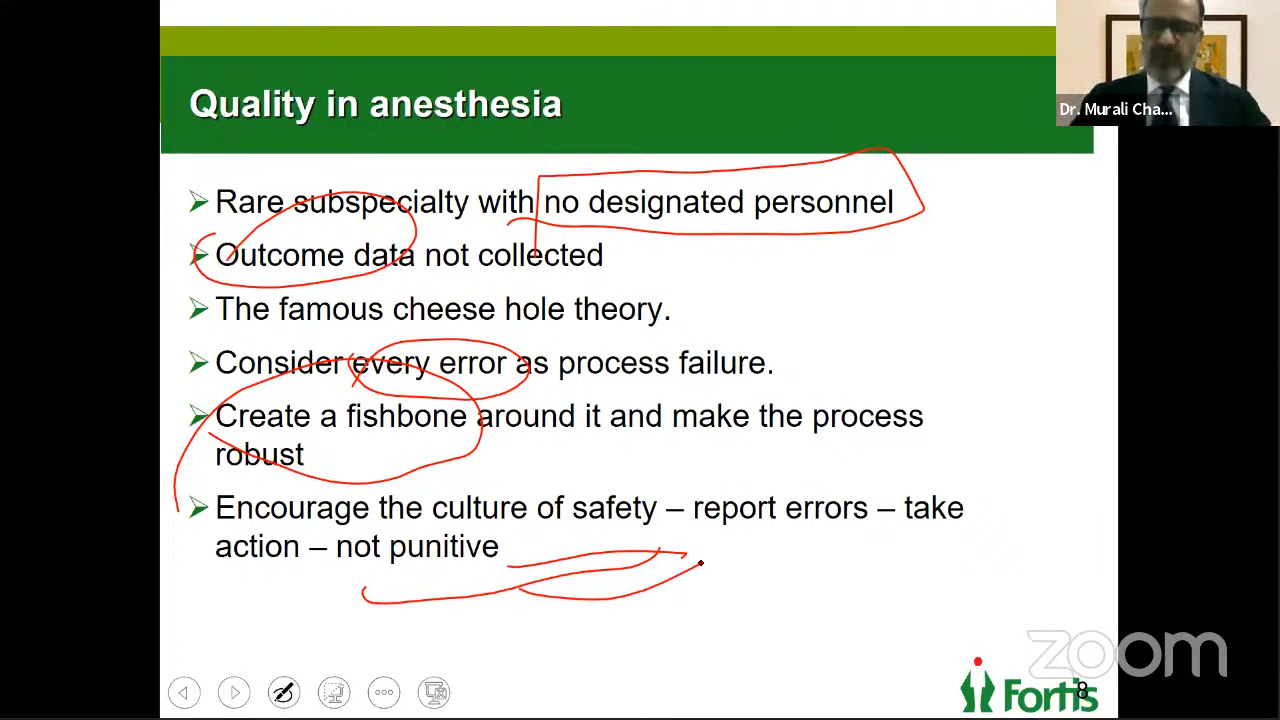 Quality in anesthesia
Dr. Murali Cha...
Rare subspecialty with no designated personnel
Outcome data not collected
The famous cheese hole theory.
Consider every error as process failure.
Create a fishbone around it and make the process
robust
Encourage the culture of safety – report errors – take
action – not punitive
zoom
Fortis
8